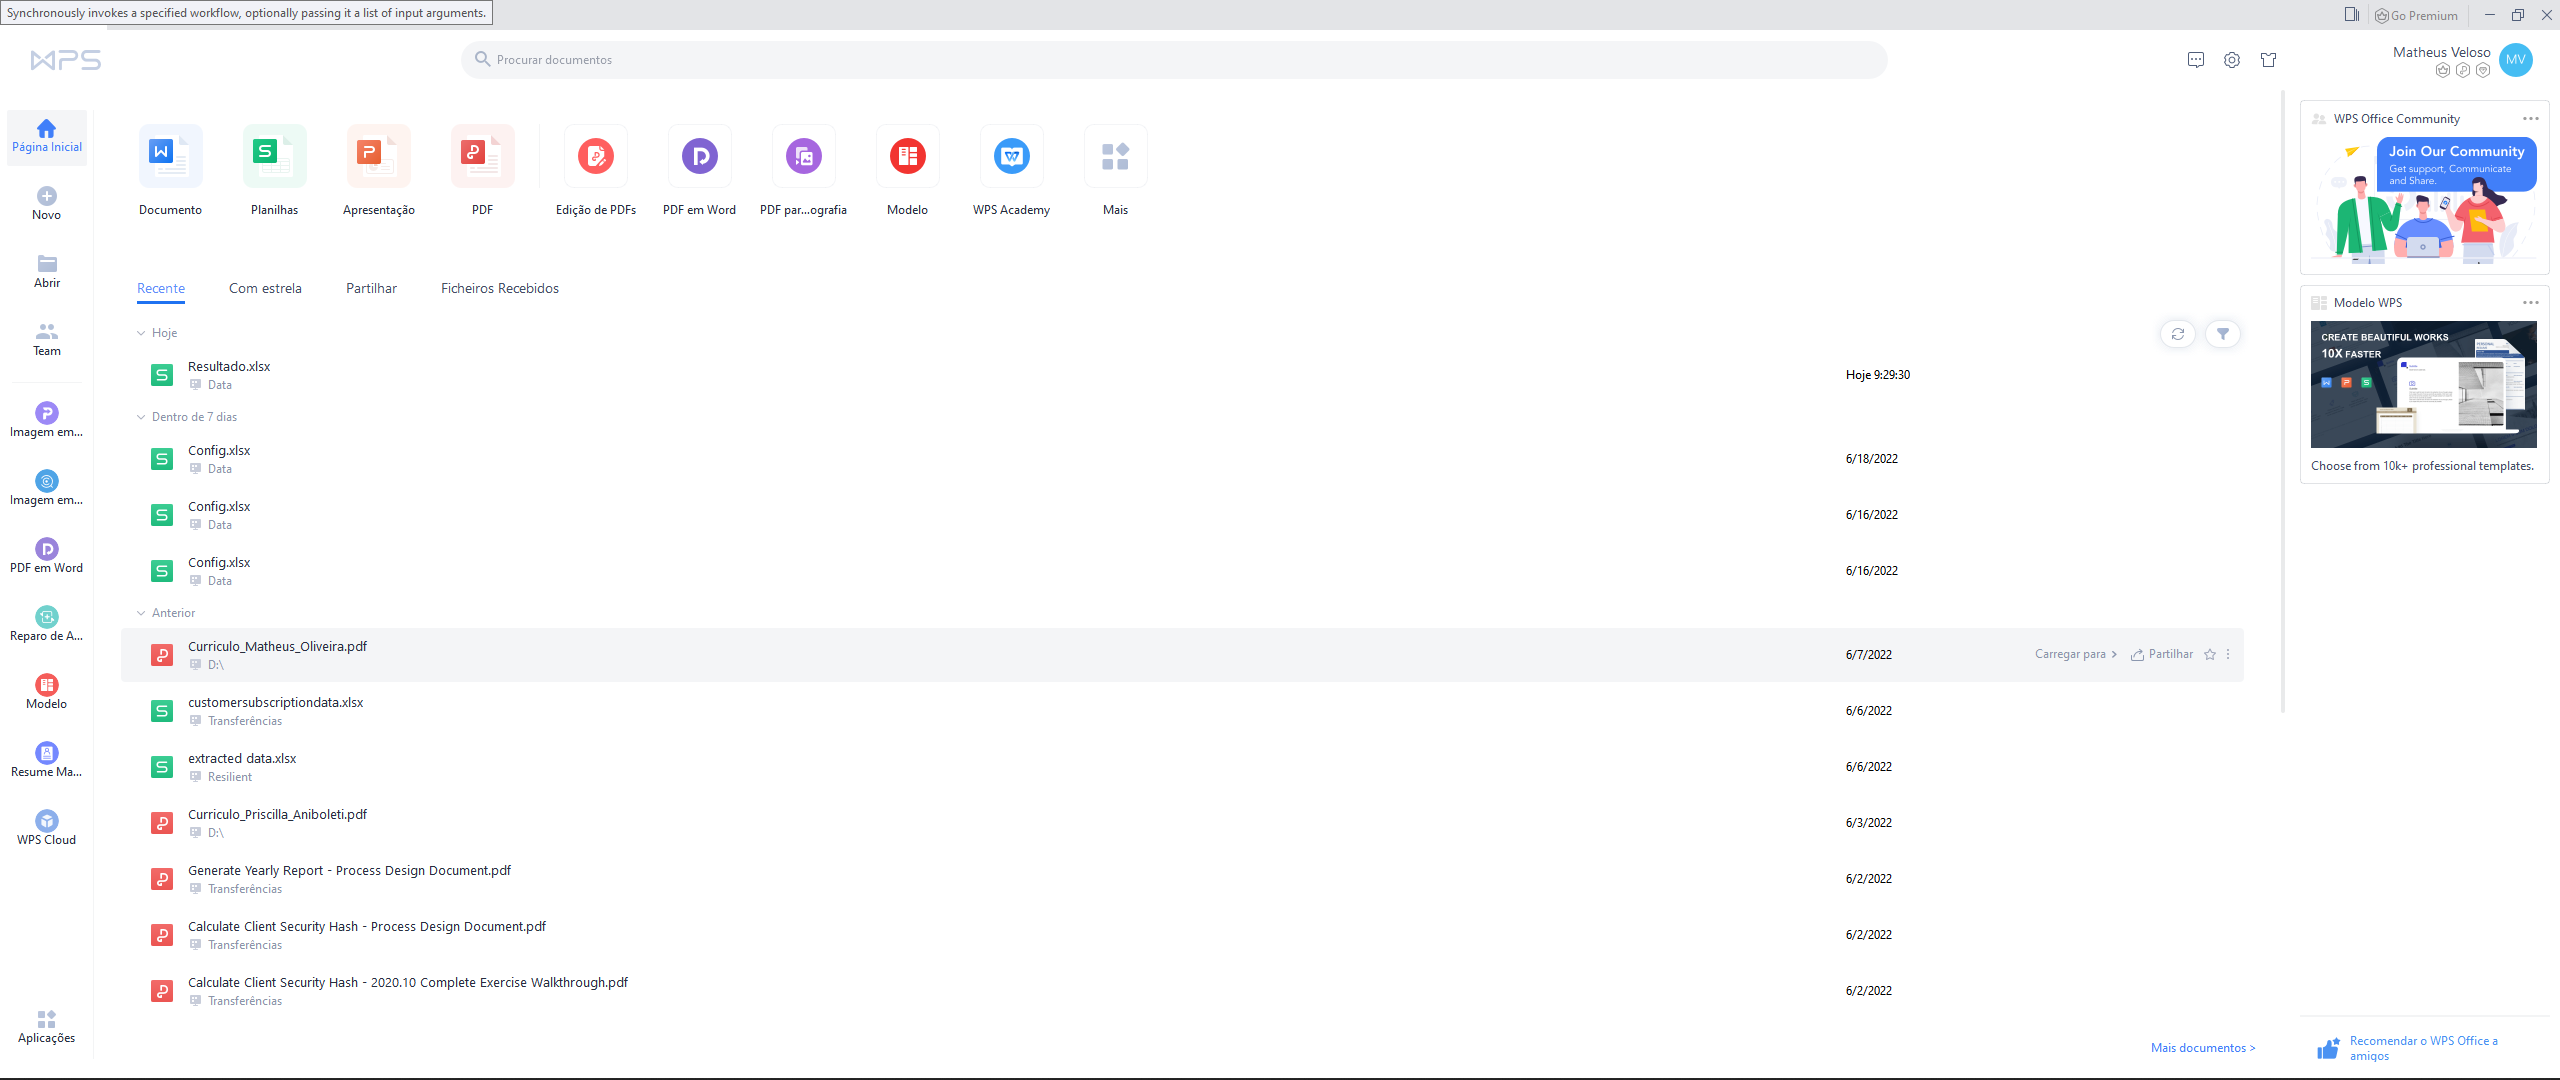 Synchronously invokes a specified workflow, optionally passing it a list of input arguments.
Go Premium
WPS
Procurar documentos
Matheus Veloso
MV
Página Inicial
Novo
Abrir
Team
Imagem em...
Imagem em...
PDF em Word
Reparo de A...
Modelo
Resume Ma...
WPS Cloud
Aplicações
Documento
Planilhas
Apresentação
PDF
Edição de PDFs
PDF em Word
PDF par...ografia
Modelo
WPS Academy
Mais
Recente
Com estrela
Partilhar
Ficheiros Recebidos
Hoje
Resultado.xlsx
Data
Hoje 9:29:30
Dentro de 7 dias
Config.xlsx
Data
6/18/2022
Config.xlsx
Data
6/16/2022
Config.xlsx
Data
6/16/2022
Anterior
Curriculo_Matheus_Oliveira.pdf
D:\
6/7/2022
Carregar para
Partilhar
customersubscriptiondata.xlsx
Transferências
6/6/2022
extracted data.xlsx
Resilient
6/6/2022
Curriculo_Priscilla_Aniboleti.pdf
D:\
6/3/2022
Generate Yearly Report - Process Design Document.pdf
Transferências
6/2/2022
Calculate Client Security Hash - Process Design Document.pdf
Transferências
6/2/2022
Calculate Client Security Hash - 2020.10 Complete Exercise Walkthrough.pdf
Transferências
6/2/2022
Mais documentos >
WPS Office Community
Join Our Community
Get support, Communicate
and Share.
Modelo WPS
CREATE BEAUTIFUL WORKS
10X FASTER
Choose from 10k+ professional templates.
Recomendar o WPS Office a
amigos